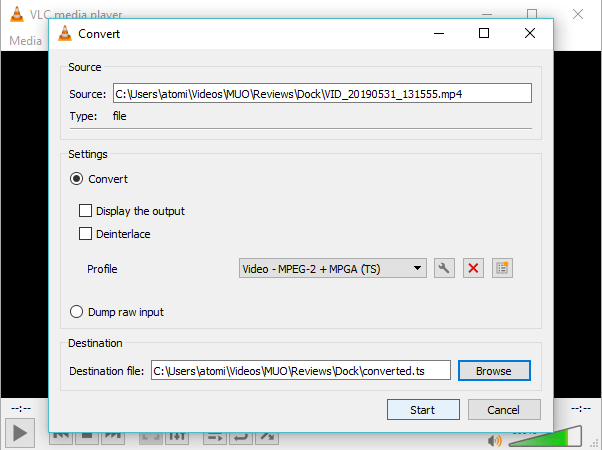 VLC media player
Media
Convert
Source
Source: C:\Users\atomi\Videos\MUO\Reviews\Dock\VID_20190531_131555.mp4
Type: file
Settings
Convert
Display the output
Deinterlace
Profile Video - MPEG-2 + MPGA (TS)
Dump raw input
Destination
Destination file: C:\Users\atomi\Videos\MUO\Reviews\Dock\converted.ts Browse
Start Cancel
--:-- --:--